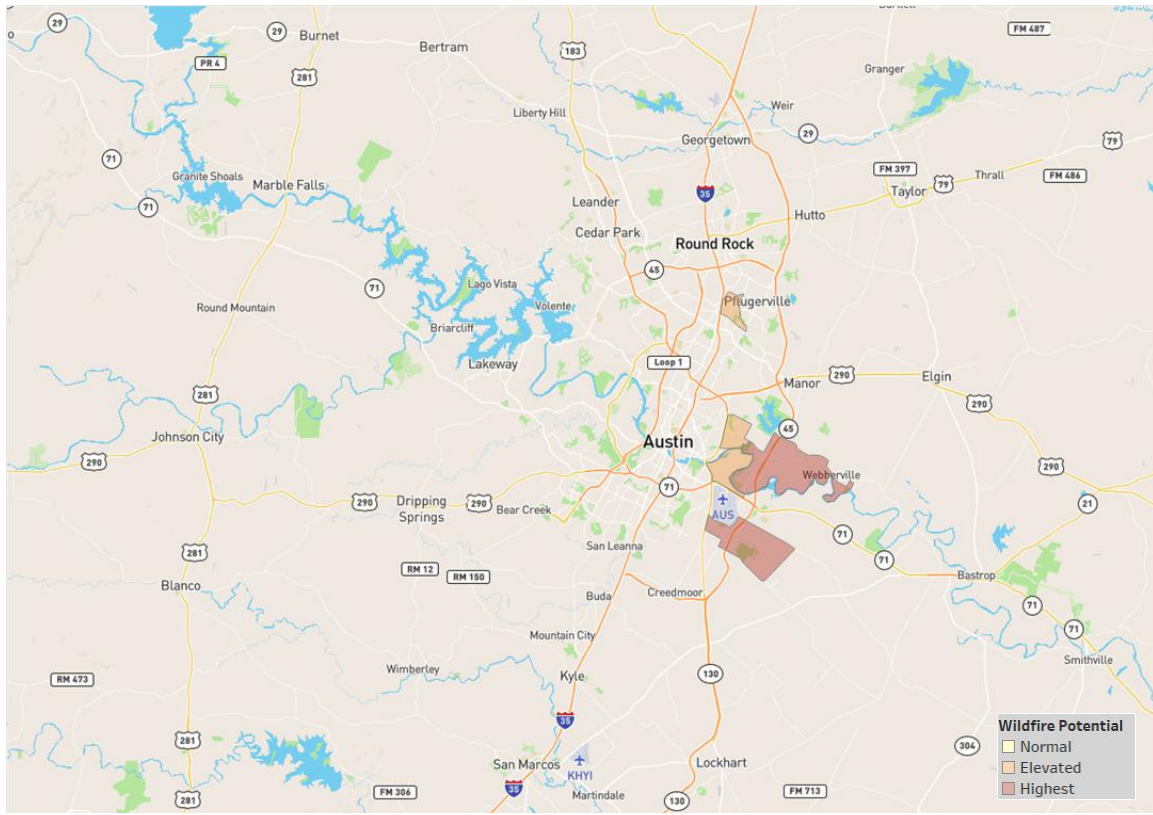 29
FM 487
29
Burnet
Bertram
183
PR 4
281
Granger
Weir
Liberty Hill
Georgetown
29
79
71
Granite Shoals
Marble Falls
35
FM 397
79
Thrall
FM 486
Taylor
71
Leander
Hutto
Cedar Park
Round Rock
45
Lago Vista
71
Round Mountain
Volente
Pflugerville
Briarcliff
Lakeway
Loop 1
290
Elgin
Manor
281
290
Johnson City
45
Austin
290
290
Webberville
71
290
Dripping
Springs
290
Bear Creek
AUS
21
71
San Leanna
71
281
RM 12
RM 150
Bastrop
Blanco
Buda
Creedmoor
71
Mountain City
71
Smithville
Wimberley
Kyle
130
RM 473
35
Wildfire Potential
Normal
Elevated
Highest
281
304
San Marcos
KHYI
Lockhart
35
FM 306
Martindale
130
FM 713
281